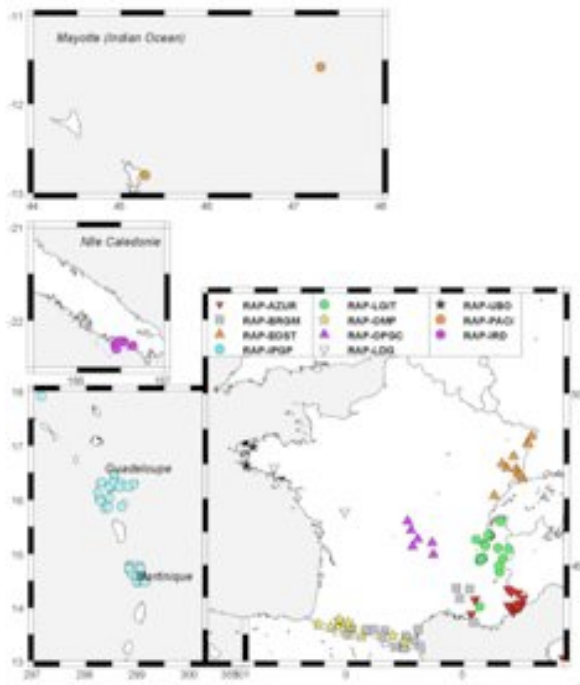 -11
Mayotte (Indian Ocean)
-12
-13
44 45 46 47 48
-21
Nlle Caledonie
-22
RAP-AZUR RAP-LGIT RAP-UBO
RAP-BRGM RAP-OMP RAP-PACI
RAP-EOST RAP-OPGC RAP-IRD
RAP-IPGP RAP-LDG
18
17
Guadeloupe
16
15
Martinique
14
13
297 298 299 300
0 5